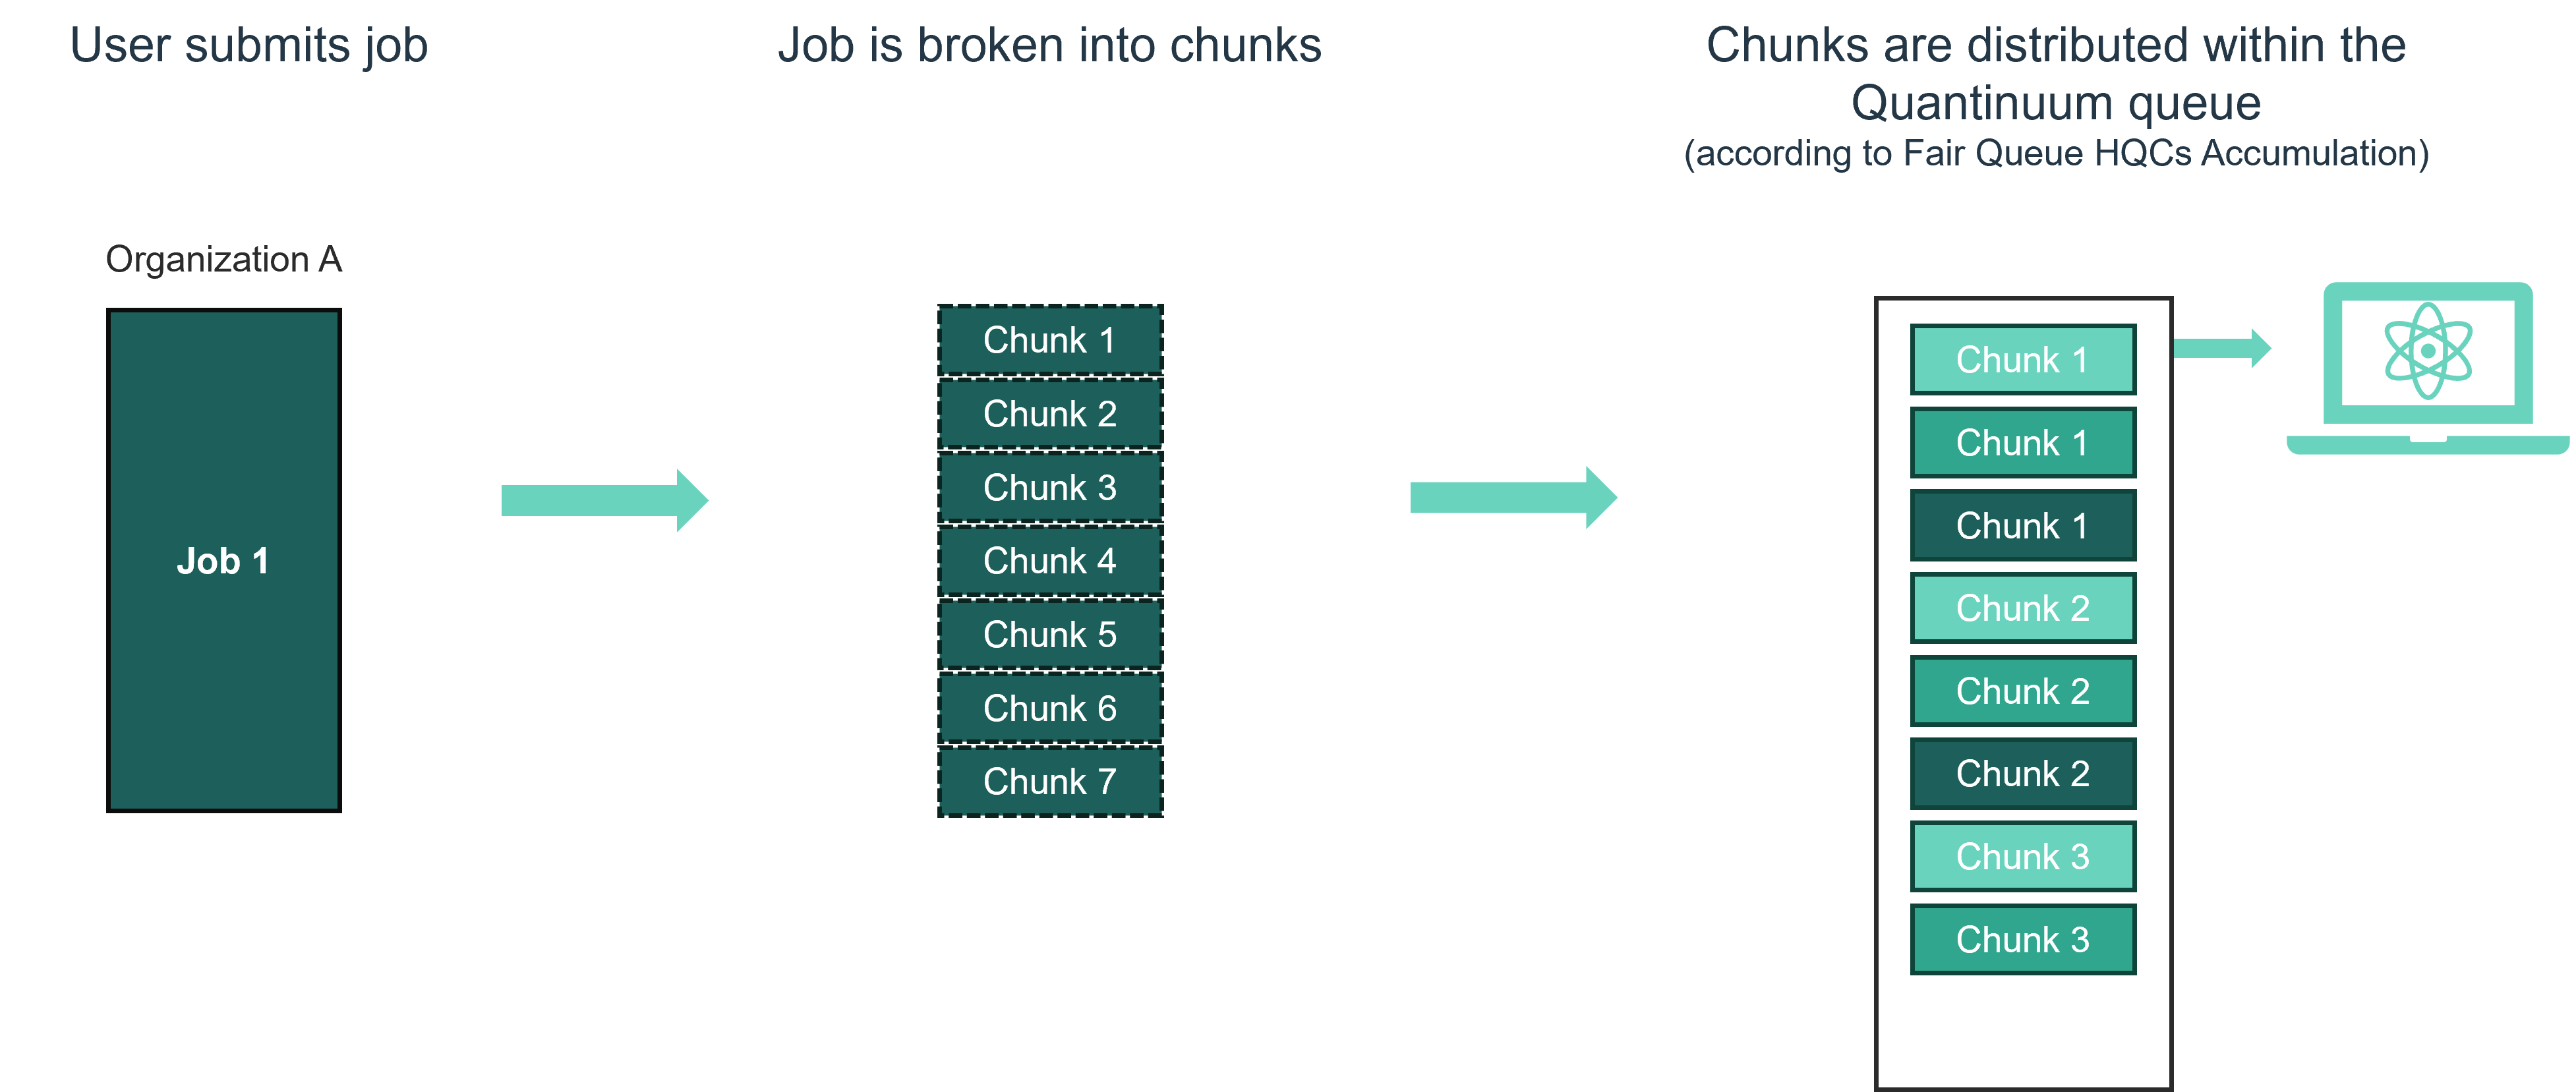 User submits job
Job is broken into chunks
Chunks are distributed within the
Quantinuum queue
(according to Fair Queue HQCs Accumulation)
Organization A
Job 1
Chunk 1
Chunk 2
Chunk 3
Chunk 4
Chunk 5
Chunk 6
Chunk 7
Chunk 1
Chunk 1
Chunk 1
Chunk 2
Chunk 2
Chunk 2
Chunk 3
Chunk 3